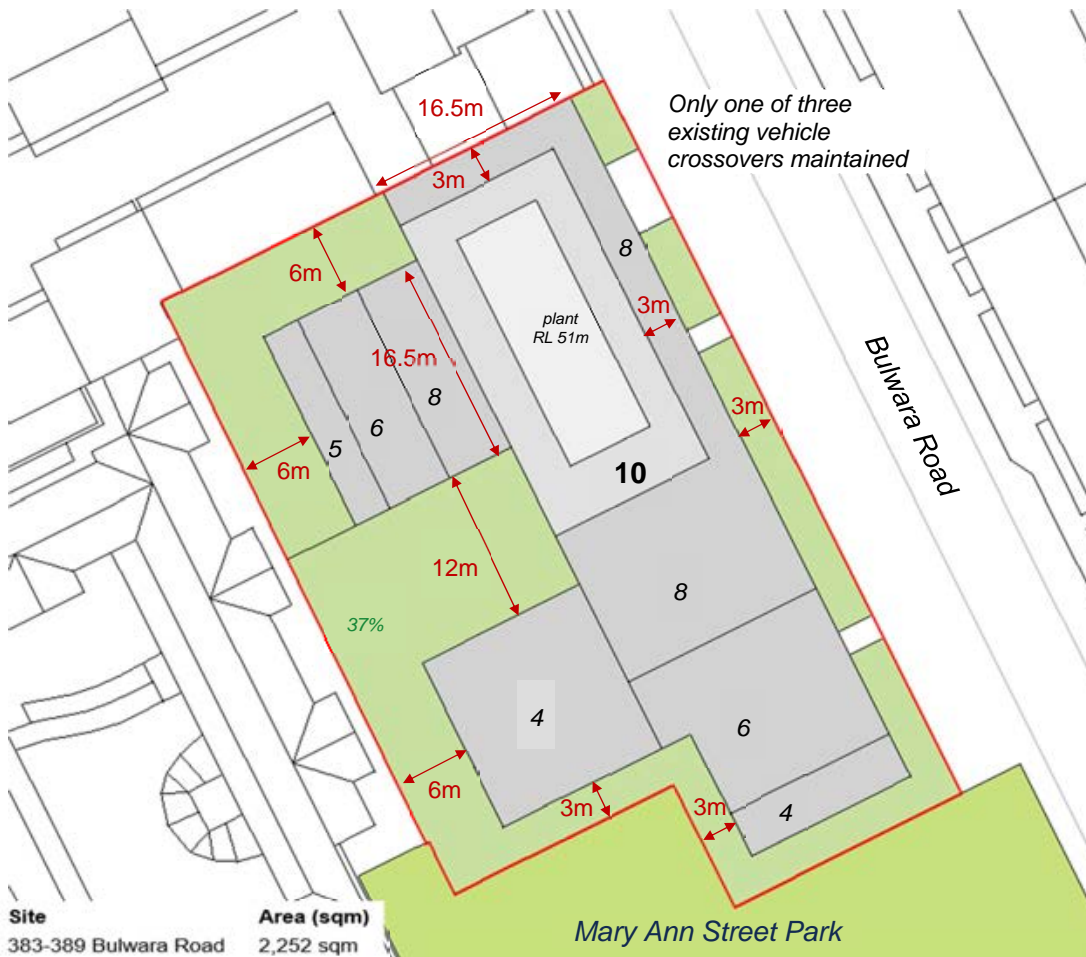 16.5m
Only one of three
existing vehicle
crossovers maintained
3m
6m
8
3m
plant
RL 51m
16.5m
8
6
5
3m
6m
10
Bulwara Road
12m
8
37%
4
6
6m
3m
3m
4
Site Area (sqm)
383-389 Bulwara Road 2,252 sqm
Mary Ann Street Park